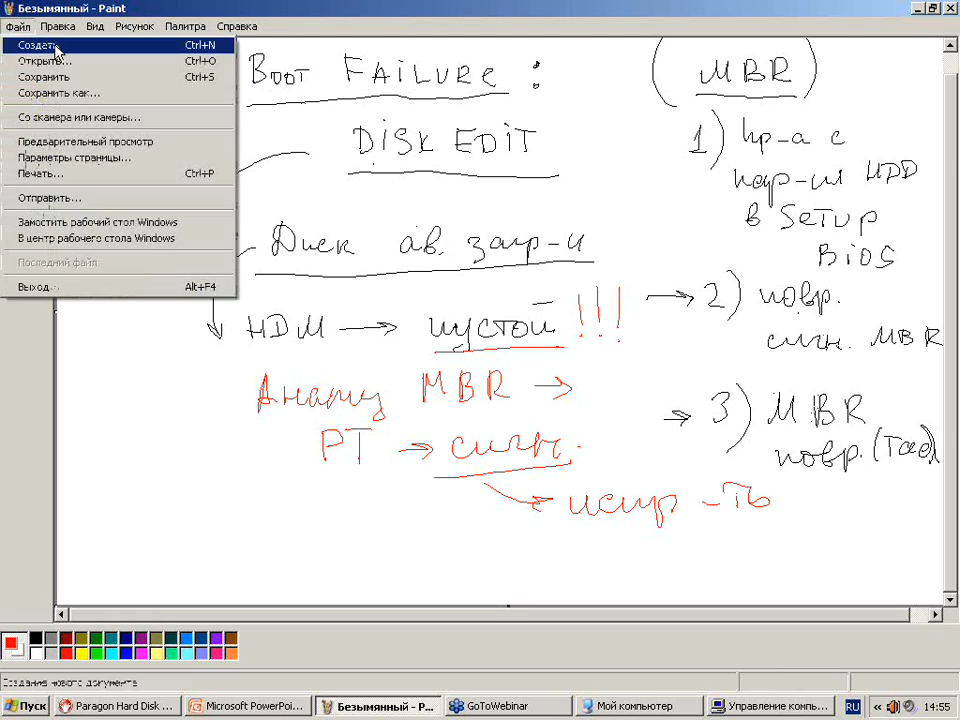 Безымянный - Paint
Файл Правка Вид Рисунок Палитра Справка
Создать Ctrl+N
Открыть... Ctrl+O
Сохранить Ctrl+S
Сохранить как...
Со сканера или камеры...
Предварительный просмотр
Параметры страницы...
Печать... Ctrl+P
Отправить...
Замостить рабочий стол Windows
В центр рабочего стола Windows
Последний файл
Выход Alt+F4
Boot FAiLURE :
DiSK EDiT
Диск ав. загр-и
HDM → пустой !!!
Анализ MBR →
PT → сигн.
→ испр-ть
(MBR)
1) пр-а с
пар-ми HDD
в SeTup
BiOS
→ 2) повр.
сигн. MBR
→ 3) MBR
повр. (Таб)
Создание нового документа
Пуск Paragon Hard Disk ... Microsoft PowerPoi... Безымянный - P... GoToWebinar Мой компьютер Управление компь... RU « 14:55